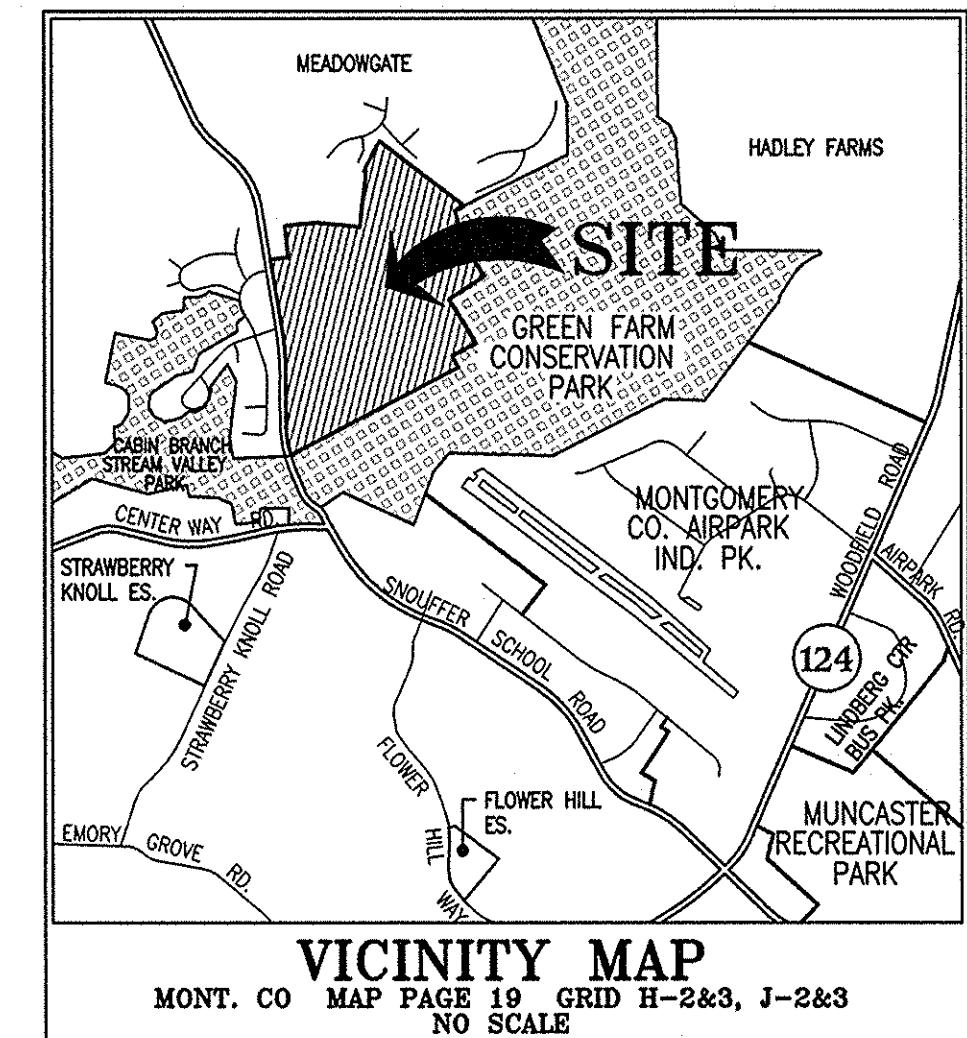 MEADOWGATE
HADLEY FARMS
SITE
GREEN FARM
CONSERVATION
PARK
CABIN BRANCH
STREAM VALLEY
PARK
CENTER WAY RD.
STRAWBERRY
KNOLL ES.
STRAWBERRY KNOLL ROAD
SNOUFFER SCHOOL ROAD
MONTGOMERY
CO. AIRPARK
IND. PK.
WOODFIELD ROAD
AIRPARK RD.
124
LINDBERG CTR
BUS PK.
FLOWER HILL WAY
FLOWER HILL
ES.
EMORY GROVE RD.
MUNCASTER
RECREATIONAL
PARK
VICINITY MAP
MONT. CO MAP PAGE 19 GRID H-2&3, J-2&3
NO SCALE